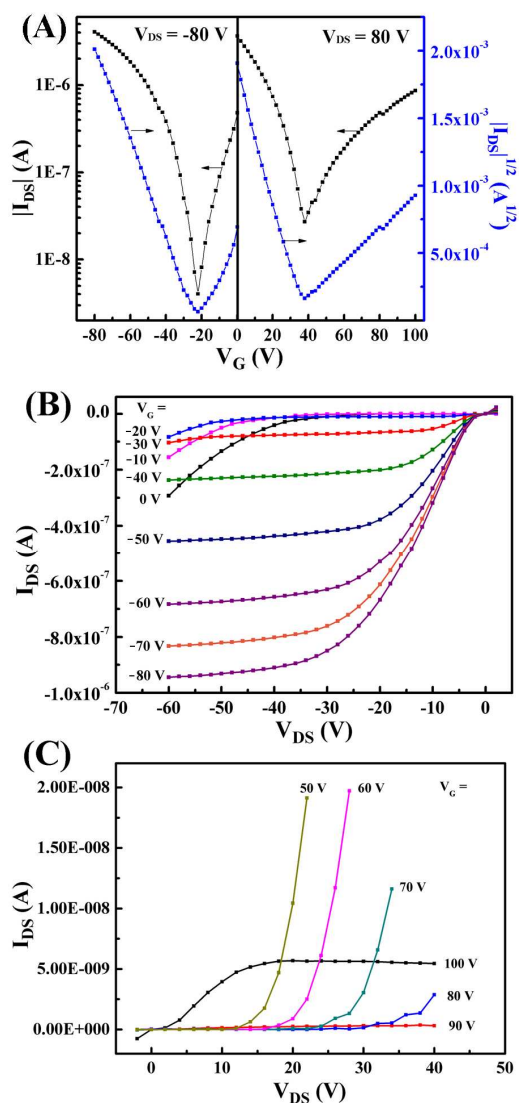 (A)
V_DS = -80 V
V_DS = 80 V
|I_DS| (A)
1E-6
1E-7
1E-8
2.0x10⁻³
1.5x10⁻³
1.0x10⁻³
5.0x10⁻⁴
0.0
|I_DS|^1/2 (A^1/2)
-80 -60 -40 -20 0 20 40 60 80 100
V_G (V)
(B)
V_G =
-20 V
-30 V
-10 V
-40 V
0 V
-50 V
-60 V
-70 V
-80 V
I_DS (A)
0.0
-2.0x10⁻⁷
-4.0x10⁻⁷
-6.0x10⁻⁷
-8.0x10⁻⁷
-1.0x10⁻⁶
-70 -60 -50 -40 -30 -20 -10 0
V_DS (V)
(C)
I_DS (A)
2.00E-008
1.50E-008
1.00E-008
5.00E-009
0.00E+000
50 V
60 V
V_G =
70 V
100 V
80 V
90 V
0 10 20 30 40
V_DS (V)